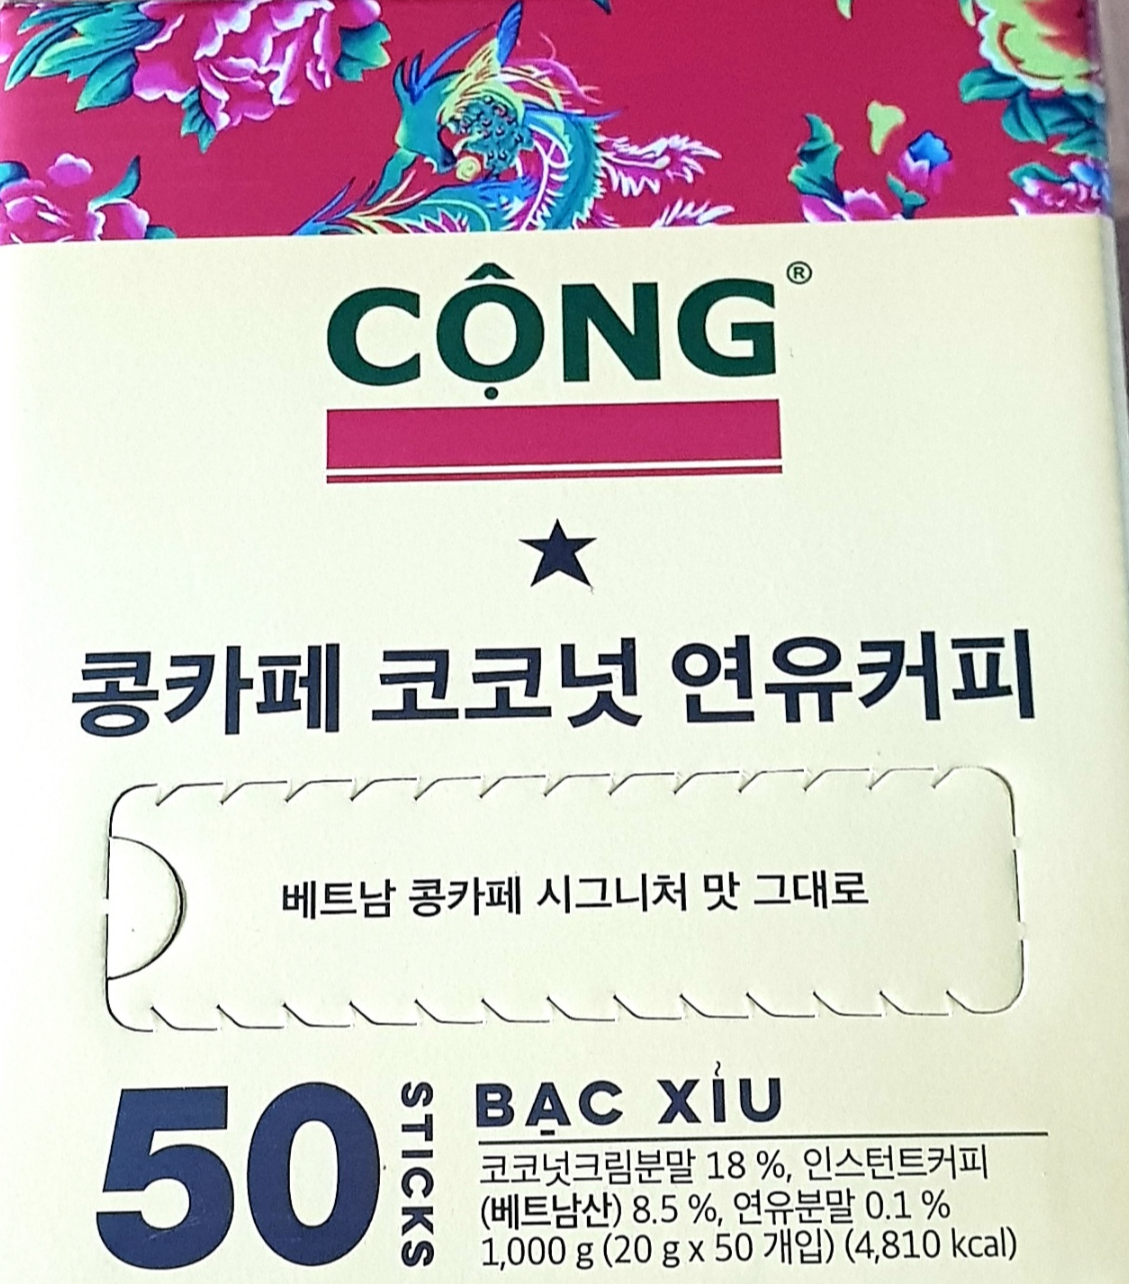 CỘNG®
콩카페 코코넛 연유커피
베트남 콩카페 시그니처 맛 그대로
50
STICKS
BẠC XỈU
코코넛크림분말 18 %, 인스턴트커피
(베트남산) 8.5 %, 연유분말 0.1 %
1,000 g (20 g x 50 개입) (4,810 kcal)